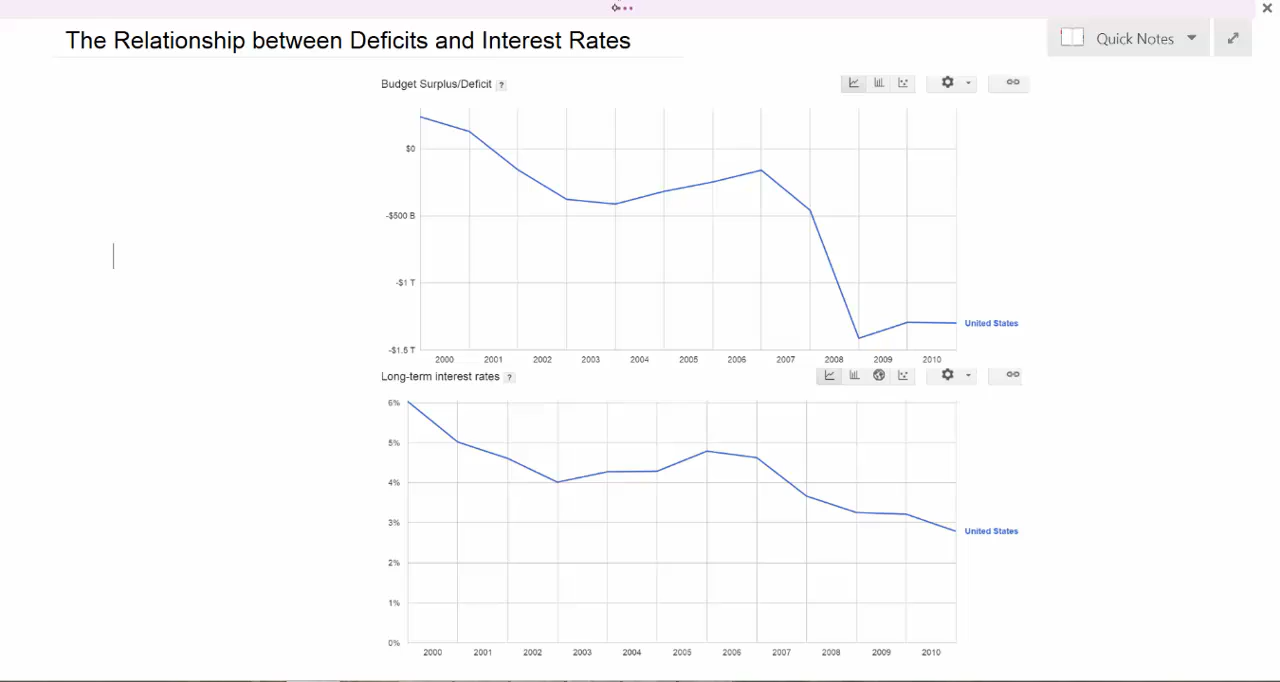 The Relationship between Deficits and Interest Rates
Quick Notes
Budget Surplus/Deficit ?
$0
-$500 B
-$1 T
-$1.5 T
United States
2000 2001 2002 2003 2004 2005 2006 2007 2008 2009 2010
Long-term interest rates ?
6%
5%
4%
3%
2%
1%
0%
United States
2000 2001 2002 2003 2004 2005 2006 2007 2008 2009 2010